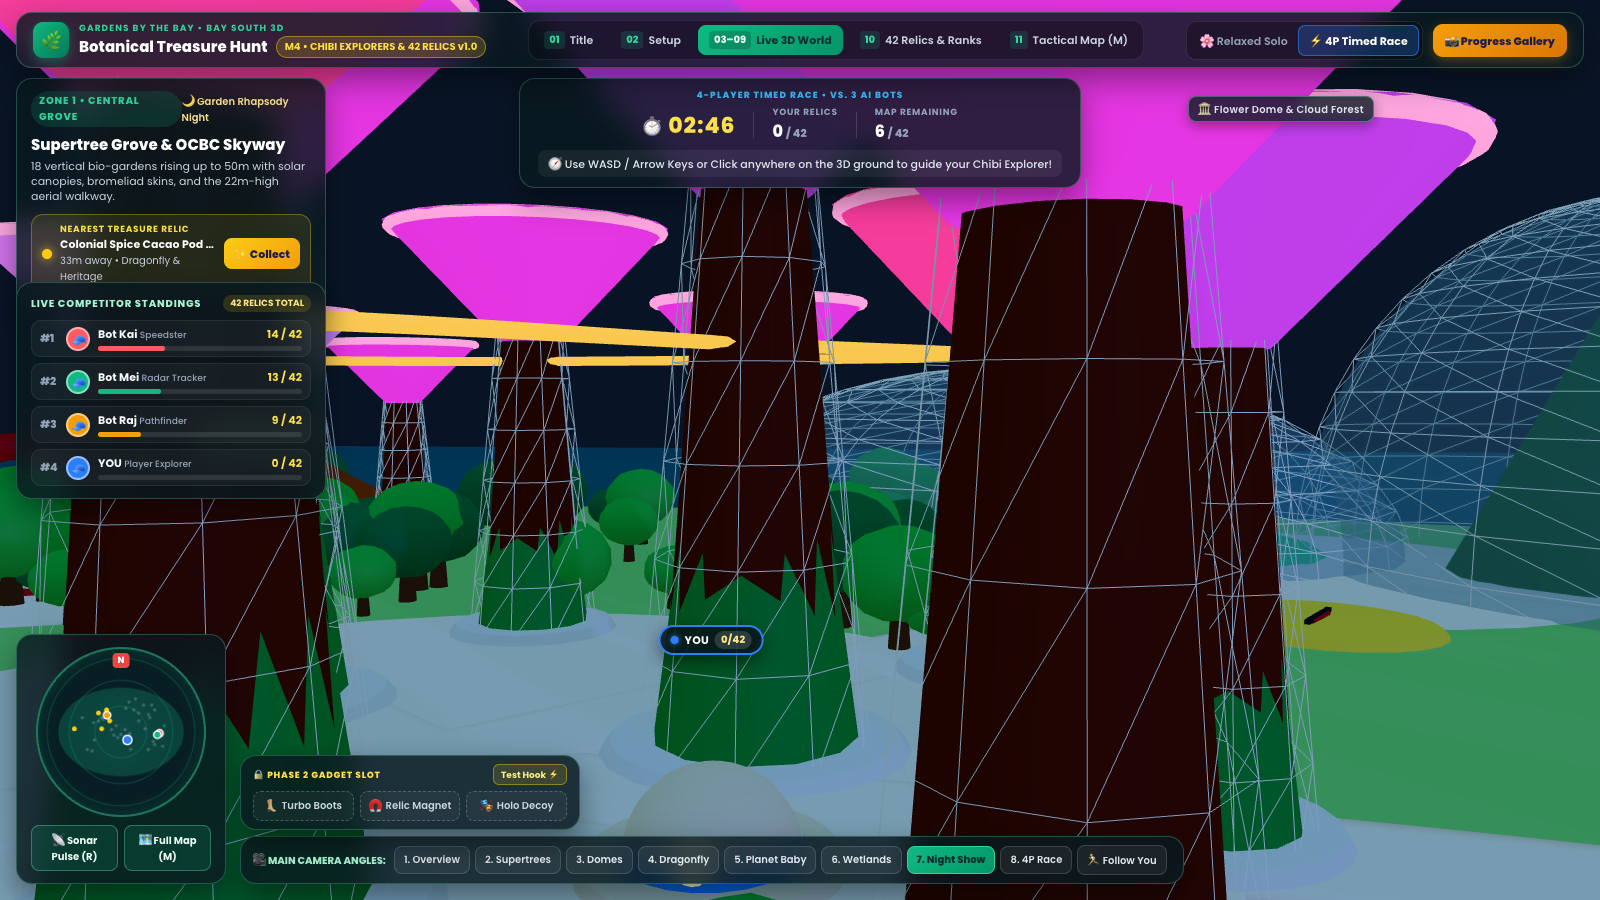 GARDENS BY THE BAY • BAY SOUTH 3D
Botanical Treasure Hunt
M4 • CHIBI EXPLORERS & 42 RELICS v1.0
01 Title
02 Setup
03–09 Live 3D World
10 42 Relics & Ranks
11 Tactical Map (M)
🌸 Relaxed Solo
⚡ 4P Timed Race
📸 Progress Gallery
ZONE 1 • CENTRAL
GROVE
🌙 Garden Rhapsody
Night
Supertree Grove & OCBC Skyway
18 vertical bio-gardens rising up to 50m with solar
canopies, bromeliad skins, and the 22m-high
aerial walkway.
NEAREST TREASURE RELIC
Colonial Spice Cacao Pod ...
33m away • Dragonfly &
Heritage
Collect
4-PLAYER TIMED RACE • VS. 3 AI BOTS
⏱ 02:46
YOUR RELICS
0 / 42
MAP REMAINING
6 / 42
🧭 Use WASD / Arrow Keys or Click anywhere on the 3D ground to guide your Chibi Explorer!
🏛 Flower Dome & Cloud Forest
LIVE COMPETITOR STANDINGS
42 RELICS TOTAL
#1 Bot Kai Speedster 14 / 42
#2 Bot Mei Radar Tracker 13 / 42
#3 Bot Raj Pathfinder 9 / 42
#4 YOU Player Explorer 0 / 42
YOU 0/42
N
📡 Sonar
Pulse (R)
🗺 Full Map
(M)
🔒 PHASE 2 GADGET SLOT
Test Hook ⚡
👢 Turbo Boots
🧲 Relic Magnet
🎭 Holo Decoy
🎥 MAIN CAMERA ANGLES:
1. Overview
2. Supertrees
3. Domes
4. Dragonfly
5. Planet Baby
6. Wetlands
7. Night Show
8. 4P Race
🏃 Follow You